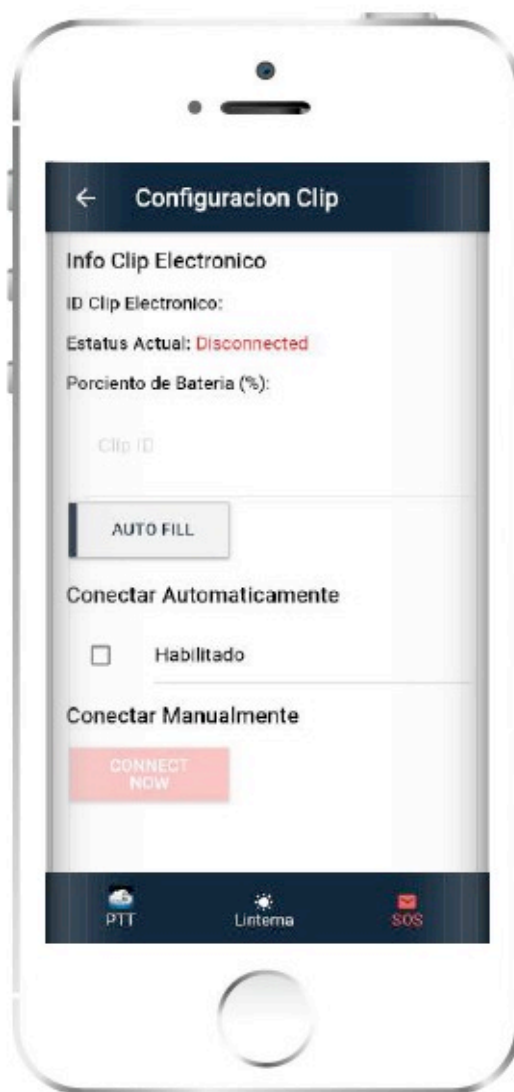 Configuracion Clip
Info Clip Electronico
ID Clip Electronico:
Estatus Actual: Disconnected
Porciento de Bateria (%):
Clip ID
AUTO FILL
Conectar Automaticamente
Habilitado
Conectar Manualmente
CONNECT
NOW
PTT
Linterna
SOS